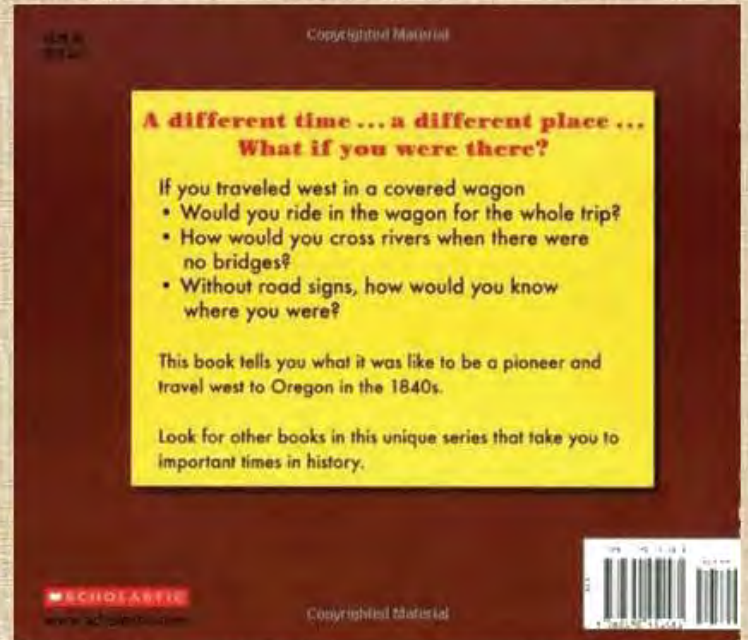 Copyrighted Material
A different time ... a different place ...
What if you were there?
If you traveled west in a covered wagon
• Would you ride in the wagon for the whole trip?
• How would you cross rivers when there were
no bridges?
• Without road signs, how would you know
where you were?
This book tells you what it was like to be a pioneer and
travel west to Oregon in the 1840s.
Look for other books in this unique series that take you to
important times in history.
SCHOLASTIC
Copyrighted Material